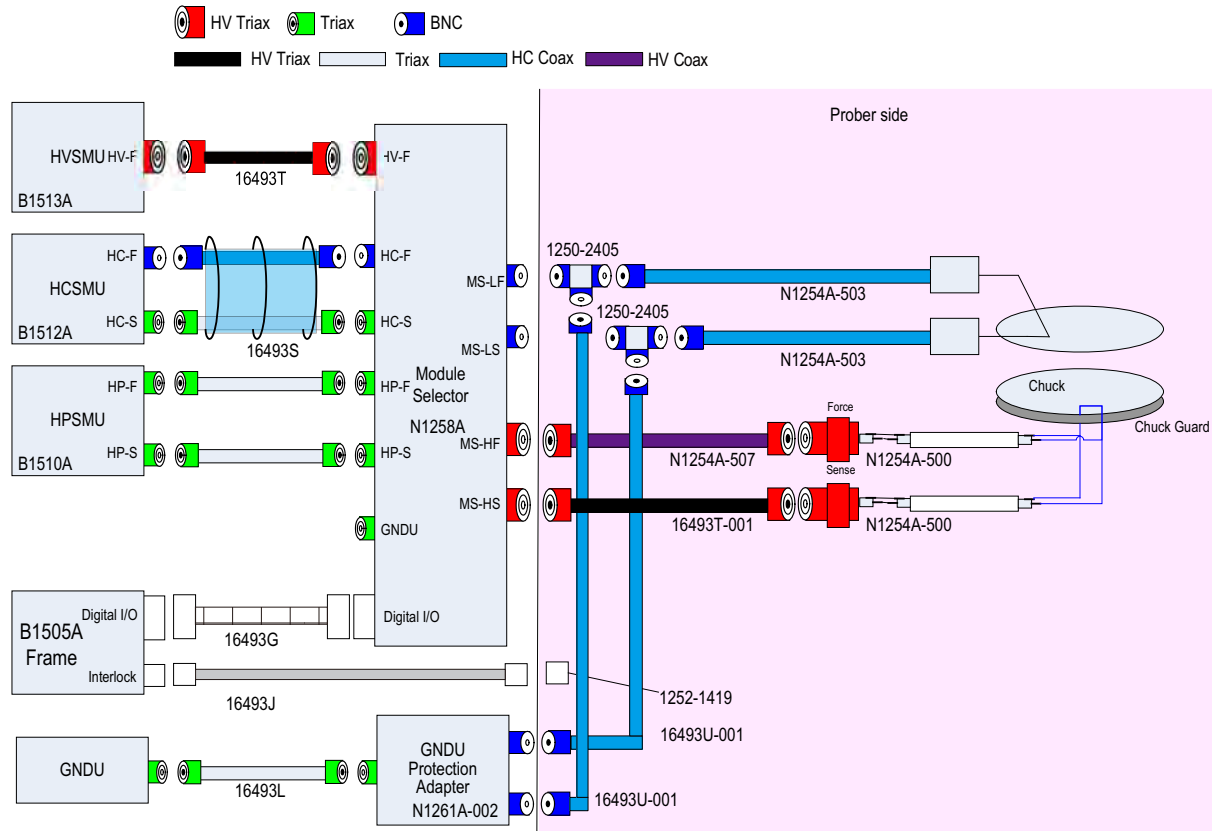 HV Triax
Triax
BNC
HV Triax
Triax
HC Coax
HV Coax
Prober side
HVSMU
HV-F
B1513A
16493T
HV-F
HCSMU
HC-F
HC-S
B1512A
16493S
HC-F
HC-S
HPSMU
HP-F
HP-S
B1510A
HP-F
HP-S
Module
Selector
N1258A
MS-LF
MS-LS
MS-HF
MS-HS
GNDU
Digital I/O
1250-2405
N1254A-503
1250-2405
N1254A-503
Chuck
Chuck Guard
Force
N1254A-507
N1254A-500
Sense
16493T-001
N1254A-500
B1505A
Frame
Digital I/O
Interlock
16493G
16493J
1252-1419
16493U-001
GNDU
16493L
GNDU
Protection
Adapter
N1261A-002
16493U-001